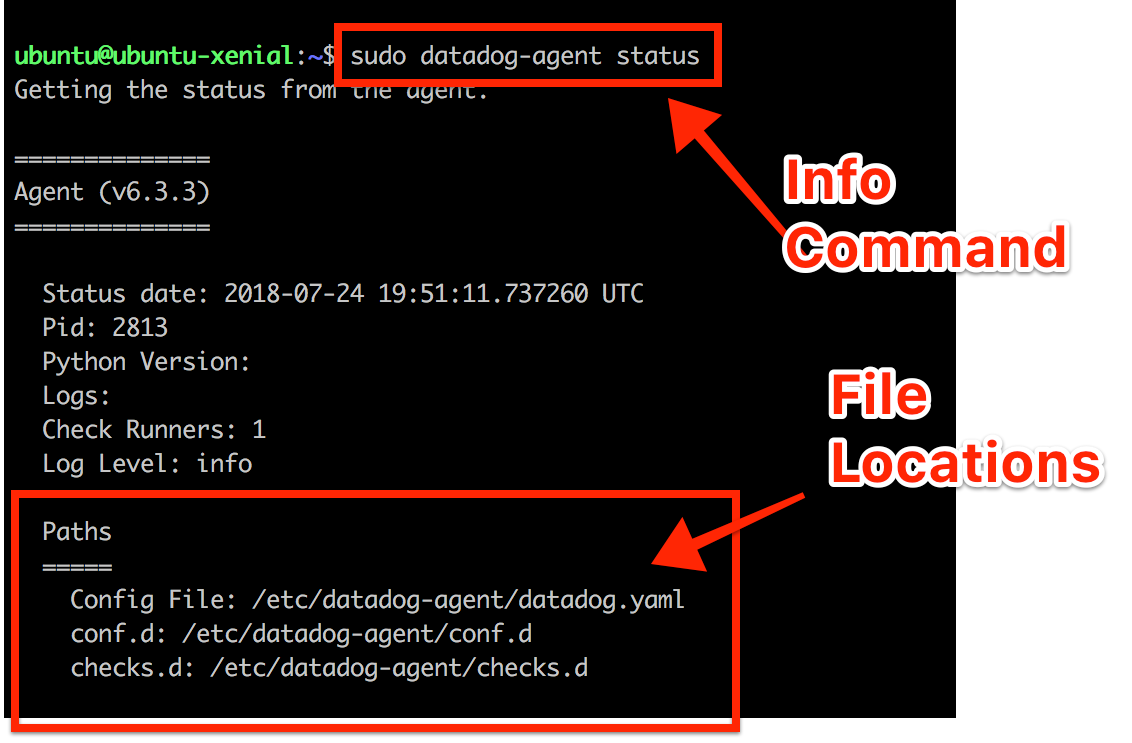 ubuntu@ubuntu-xenial:~$ sudo datadog-agent status
Getting the status from the agent.
==============
Agent (v6.3.3)
==============
Status date: 2018-07-24 19:51:11.737260 UTC
Pid: 2813
Python Version:
Logs:
Check Runners: 1
Log Level: info
Paths
=====
Config File: /etc/datadog-agent/datadog.yaml
conf.d: /etc/datadog-agent/conf.d
checks.d: /etc/datadog-agent/checks.d
Info
Command
File
Locations